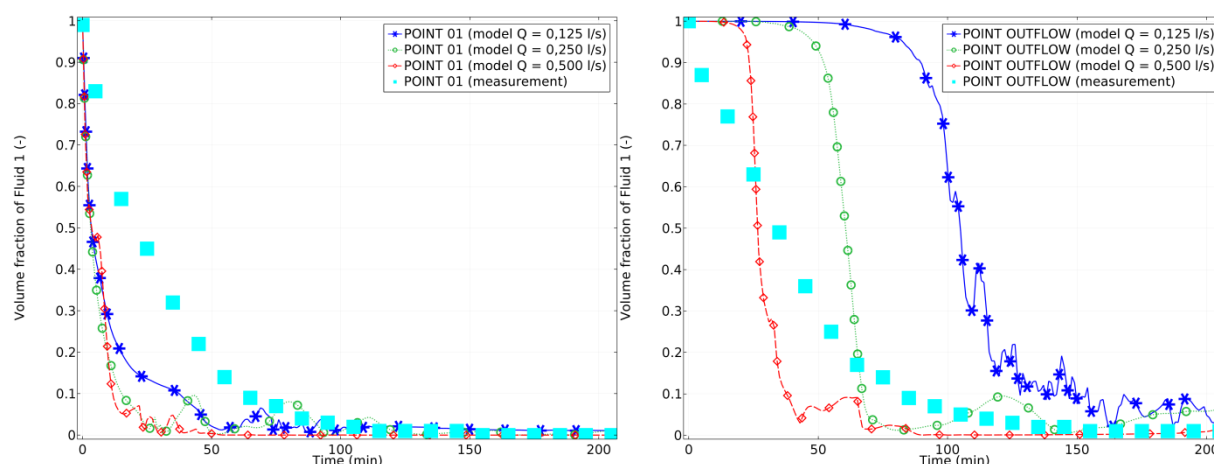 Volume fraction of Fluid 1 (-)
1
0.9
0.8
0.7
0.6
0.5
0.4
0.3
0.2
0.1
0
0
50
100
150
200
Time (min)
POINT 01 (model Q = 0,125 l/s)
POINT 01 (model Q = 0,250 l/s)
POINT 01 (model Q = 0,500 l/s)
POINT 01 (measurement)
Volume fraction of Fluid 1 (-)
1
0.9
0.8
0.7
0.6
0.5
0.4
0.3
0.2
0.1
0
0
50
100
150
200
Time (min)
POINT OUTFLOW (model Q = 0,125 l/s)
POINT OUTFLOW (model Q = 0,250 l/s)
POINT OUTFLOW (model Q = 0,500 l/s)
POINT OUTFLOW (measurement)